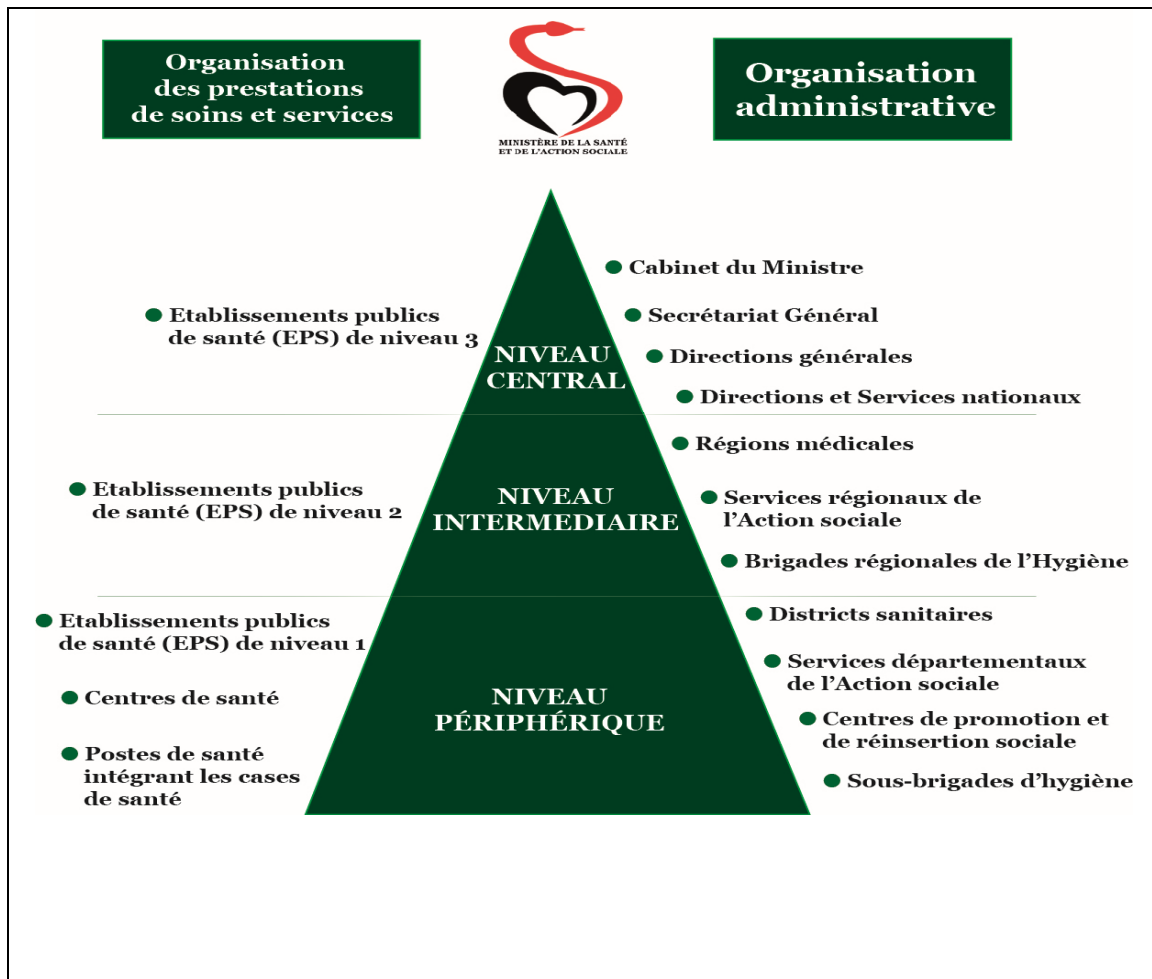 Organisation
des prestations
de soins et services
MINISTÈRE DE LA SANTÉ
ET DE L'ACTION SOCIALE
Organisation
administrative
Cabinet du Ministre
Etablissements publics
de santé (EPS) de niveau 3
Secrétariat Général
NIVEAU
CENTRAL
Directions générales
Directions et Services nationaux
Régions médicales
Etablissements publics
de santé (EPS) de niveau 2
NIVEAU
INTERMEDIAIRE
Services régionaux de
l’Action sociale
Brigades régionales de l’Hygiène
Etablissements publics
de santé (EPS) de niveau 1
Centres de santé
Postes de santé
intégrant les cases
de santé
NIVEAU
PÉRIPHÉRIQUE
Districts sanitaires
Services départementaux
de l’Action sociale
Centres de promotion et
de réinsertion sociale
Sous-brigades d’hygiène